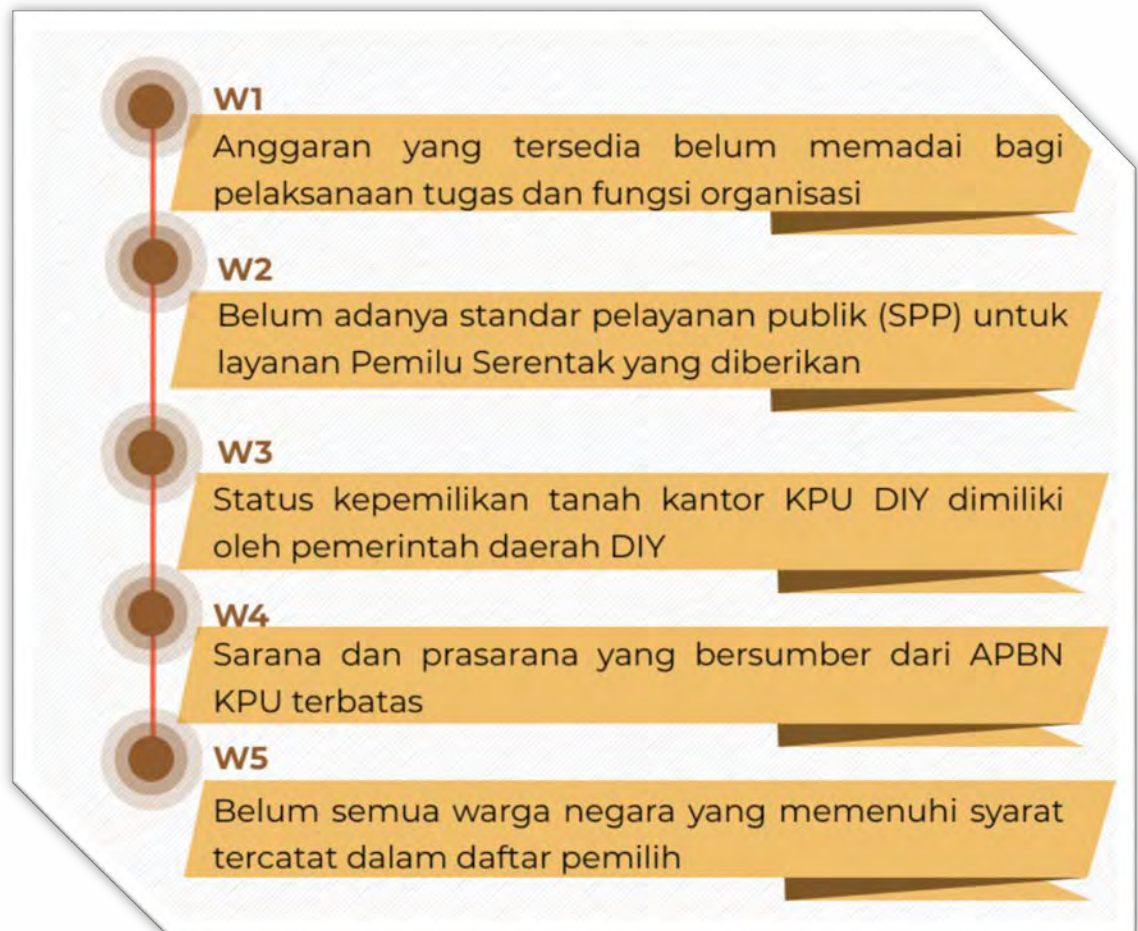 W1
Anggaran yang tersedia belum memadai bagi
pelaksanaan tugas dan fungsi organisasi
W2
Belum adanya standar pelayanan publik (SPP) untuk
layanan Pemilu Serentak yang diberikan
W3
Status kepemilikan tanah kantor KPU DIY dimiliki
oleh pemerintah daerah DIY
W4
Sarana dan prasarana yang bersumber dari APBN
KPU terbatas
W5
Belum semua warga negara yang memenuhi syarat
tercatat dalam daftar pemilih